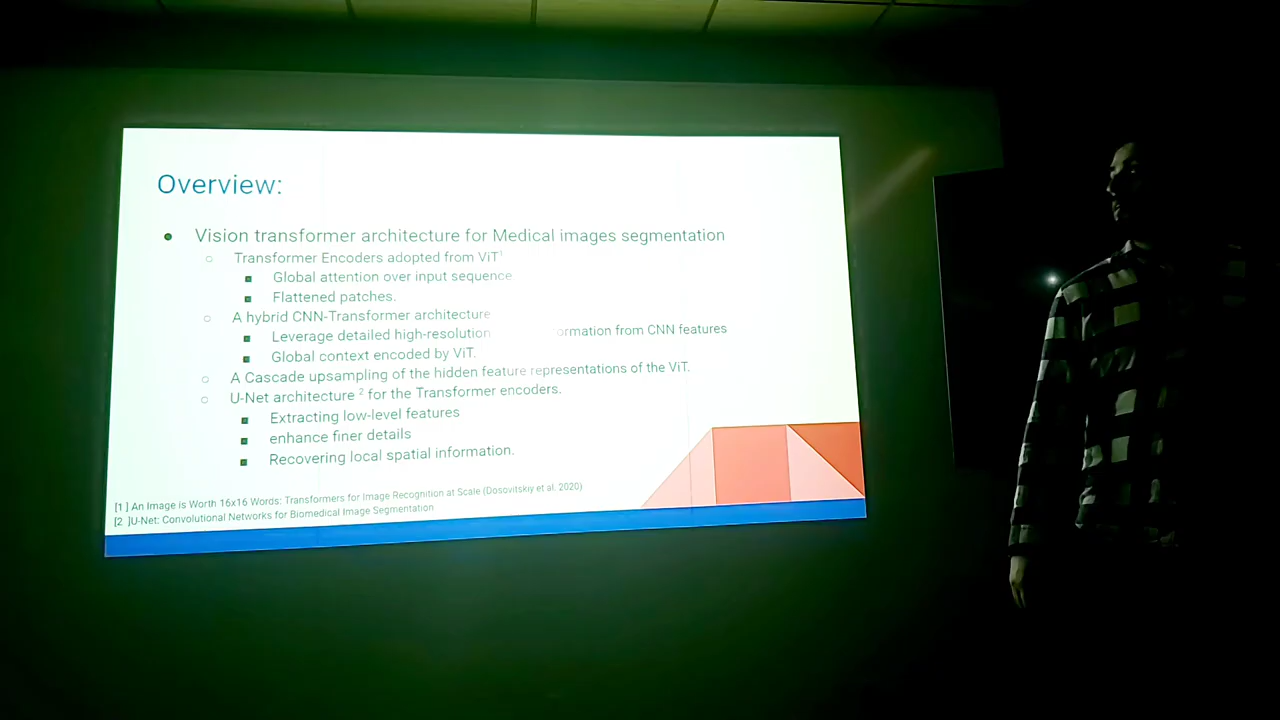 Overview:
Vision transformer architecture for Medical images segmentation
Transformer Encoders adopted from ViT¹
Global attention over input sequence
Flattened patches.
A hybrid CNN-Transformer architecture
Leverage detailed high-resolution ormation from CNN features
Global context encoded by ViT.
A Cascade upsampling of the hidden feature representations of the ViT.
U-Net architecture ² for the Transformer encoders.
Extracting low-level features
enhance finer details
Recovering local spatial information.
[1 ] An Image is Worth 16x16 Words: Transformers for Image Recognition at Scale (Dosovitskiy et al. 2020)
[2 ]U-Net: Convolutional Networks for Biomedical Image Segmentation